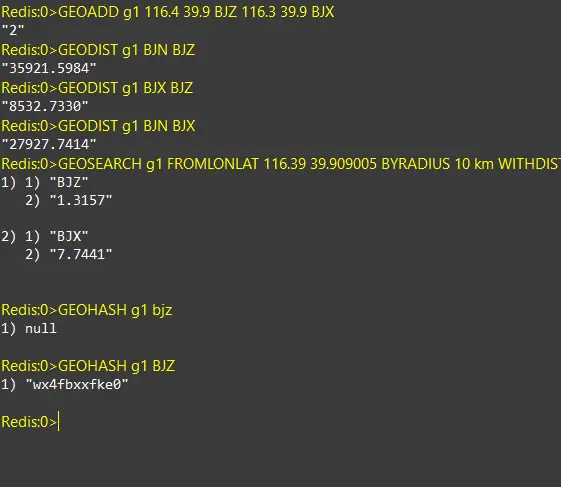 Redis:0>GEOADD g1 116.4 39.9 BJZ 116.3 39.9 BJX
"2"
Redis:0>GEODIST g1 BJN BJZ
"35921.5984"
Redis:0>GEODIST g1 BJX BJZ
"8532.7330"
Redis:0>GEODIST g1 BJN BJX
"27927.7414"
Redis:0>GEOSEARCH g1 FROMLONLAT 116.39 39.909005 BYRADIUS 10 km WITHDIST
1) 1) "BJZ"
2) "1.3157"
2) 1) "BJX"
2) "7.7441"
Redis:0>GEOHASH g1 bjz
1) null
Redis:0>GEOHASH g1 BJZ
1) "wx4fbxxfke0"
Redis:0>